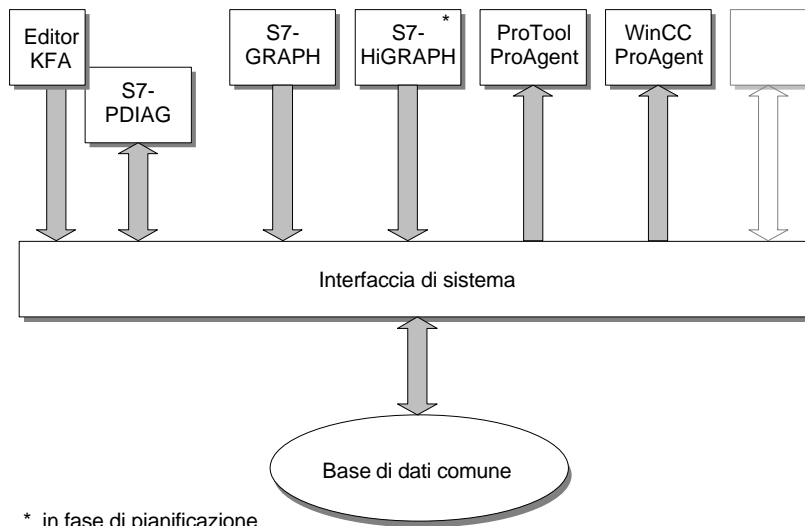 Editor
KFA
S7-
PDIAG
S7-
GRAPH
S7- *
HiGRAPH
ProTool
ProAgent
WinCC
ProAgent
Interfaccia di sistema
Base di dati comune
* in fase di pianificazione